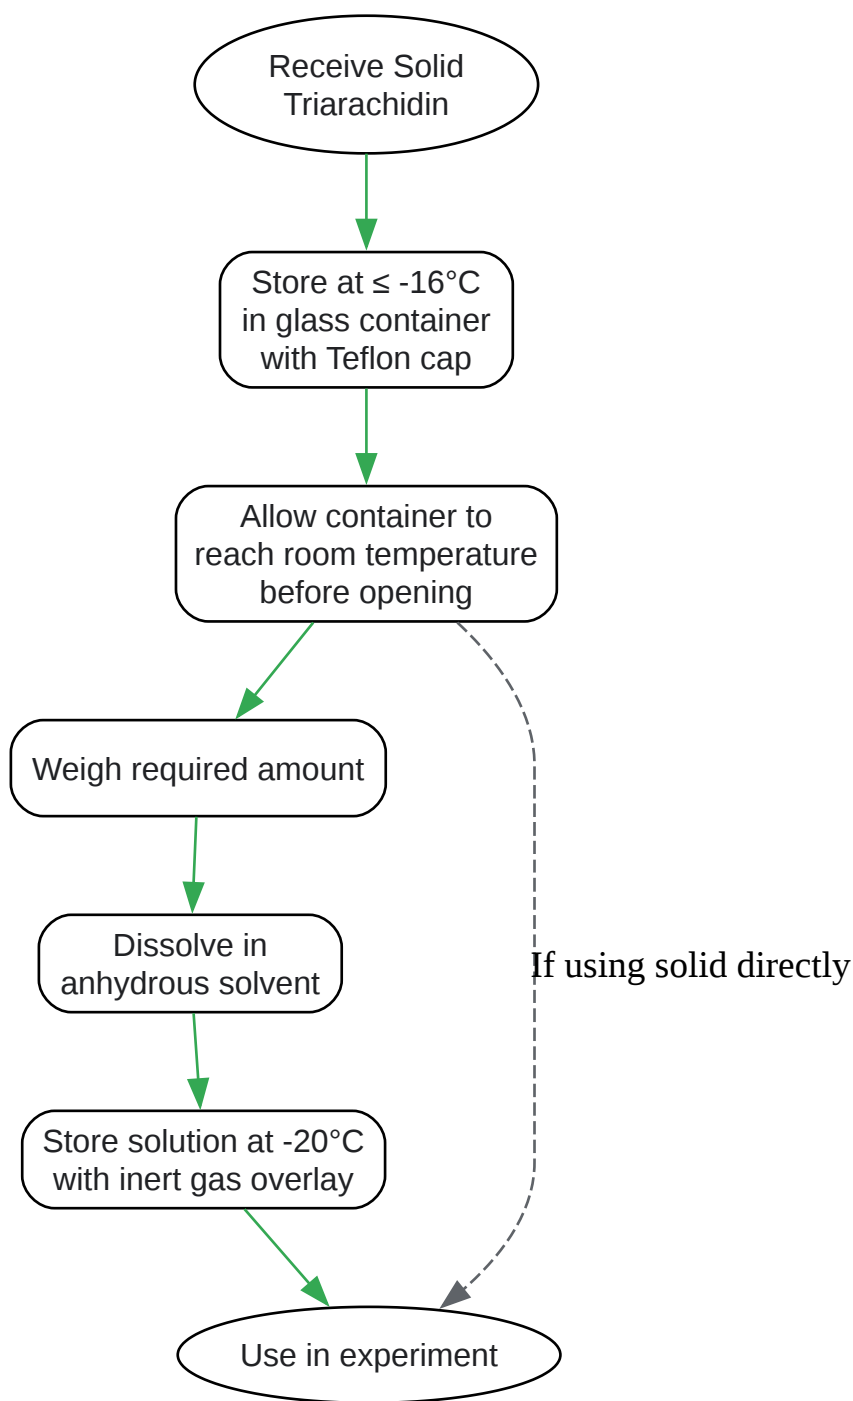 Receive Solid
Triarachidin
Store at ≤ -16°C
in glass container
with Teflon cap
Allow container to
reach room temperature
before opening
Weigh required amount
Dissolve in
anhydrous solvent
If using solid directly
Store solution at -20°C
with inert gas overlay
Use in experiment